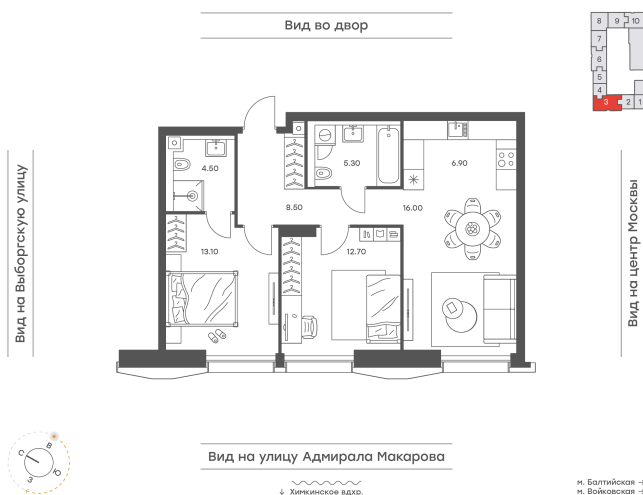 Вид во двор
8 9 10
7
6
5
4
3 2 1
Вид на Выборгскую улицу
4.50
5.30
6.90
8.50
16.00
13.10
12.70
Вид на центр Москвы
В
С
Ю
З
Вид на улицу Адмирала Макарова
↓ Химкинское вдхр.
м. Балтийская
м. Войковская